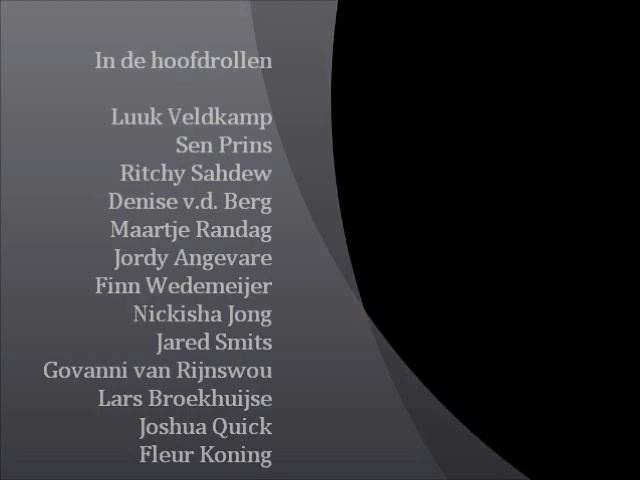 In de hoofdrollen
Luuk Veldkamp
Sen Prins
Ritchy Sahdew
Denise v.d. Berg
Maartje Randag
Jordy Angevare
Finn Wedemeijer
Nickisha Jong
Jared Smits
Govanni van Rijnswou
Lars Broekhuijse
Joshua Quick
Fleur Koning